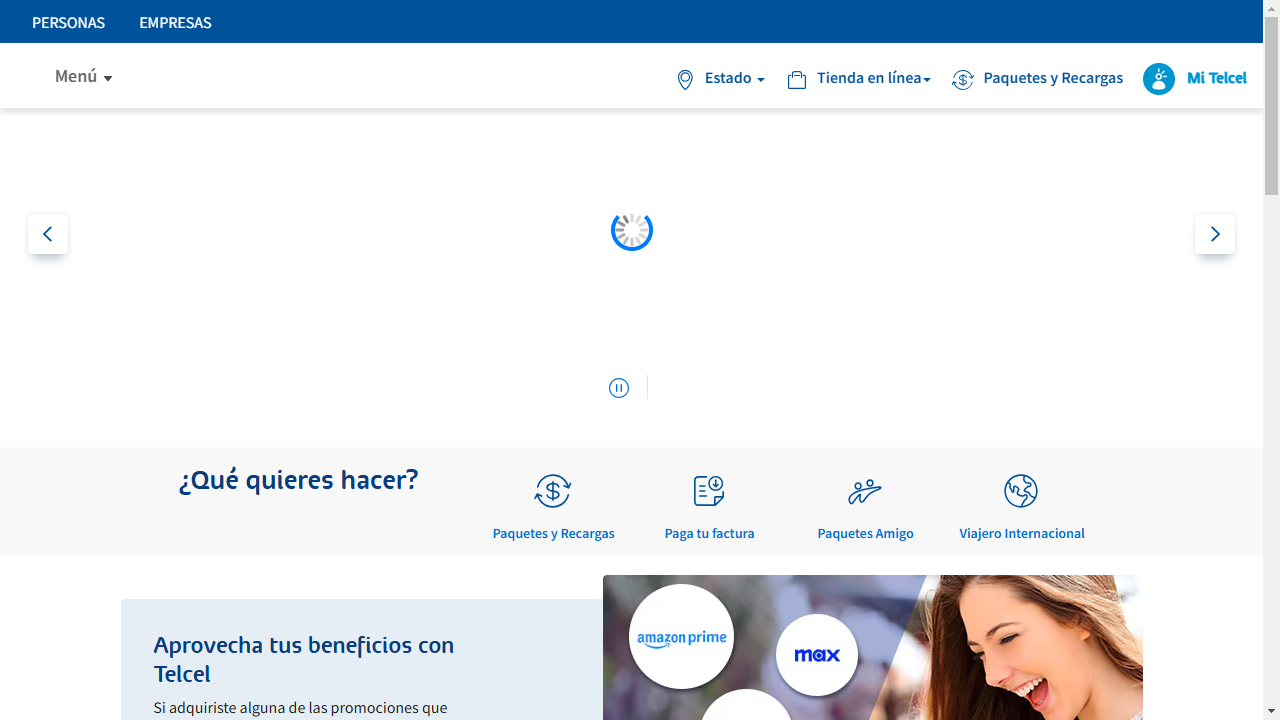 PERSONAS EMPRESAS
Menú Estado Tienda en línea Paquetes y Recargas Mi Telcel
¿Qué quieres hacer?
Paquetes y Recargas Paga tu factura Paquetes Amigo Viajero Internacional
amazon prime
max
Aprovecha tus beneficios con
Telcel
Si adquiriste alguna de las promociones que